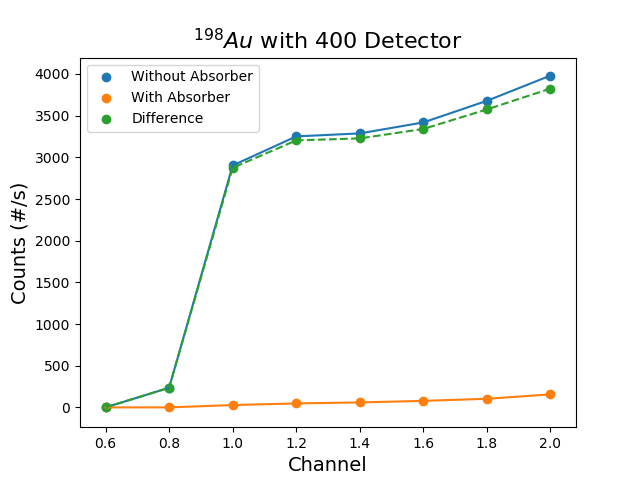 ¹⁹⁸Au with 400 Detector
Without Absorber
With Absorber
Difference
Counts (#/s)
4000
3500
3000
2500
2000
1500
1000
500
0
0.6 0.8 1.0 1.2 1.4 1.6 1.8 2.0
Channel